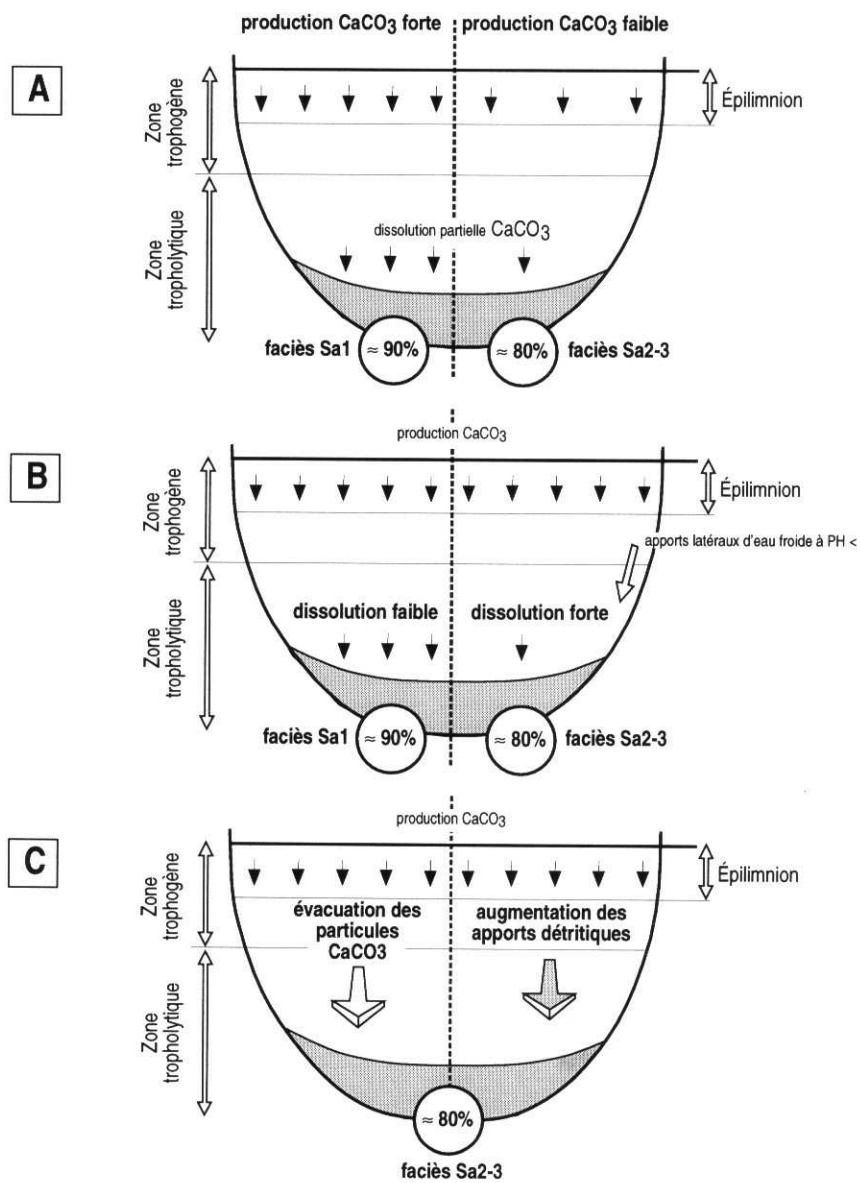 production CaCO3 forte
production CaCO3 faible
A
Zone
trophogène
Épilimnion
Zone
tropholytique
dissolution partielle CaCO3
faciès Sa1
≈ 90%
≈ 80%
faciès Sa2-3
production CaCO3
B
Zone
trophogène
Épilimnion
apports latéraux d'eau froide à PH <
Zone
tropholytique
dissolution faible
dissolution forte
faciès Sa1
≈ 90%
≈ 80%
faciès Sa2-3
production CaCO3
C
Zone
trophogène
Épilimnion
évacuation des
particules
CaCO3
augmentation des
apports détritiques
Zone
tropholytique
≈ 80%
faciès Sa2-3